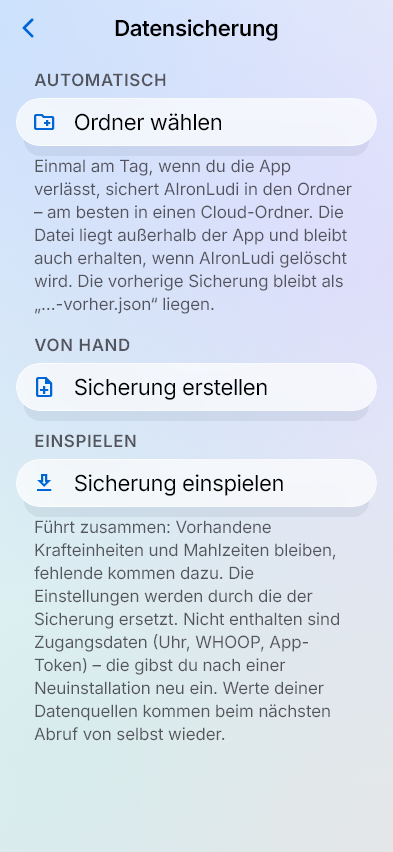 Datensicherung
AUTOMATISCH
Ordner wählen
Einmal am Tag, wenn du die App
verlässt, sichert AIronLudi in den Ordner
– am besten in einen Cloud-Ordner. Die
Datei liegt außerhalb der App und bleibt
auch erhalten, wenn AIronLudi gelöscht
wird. Die vorherige Sicherung bleibt als
„…-vorher.json“ liegen.
VON HAND
Sicherung erstellen
EINSPIELEN
Sicherung einspielen
Führt zusammen: Vorhandene
Krafteinheiten und Mahlzeiten bleiben,
fehlende kommen dazu. Die
Einstellungen werden durch die der
Sicherung ersetzt. Nicht enthalten sind
Zugangsdaten (Uhr, WHOOP, App-
Token) – die gibst du nach einer
Neuinstallation neu ein. Werte deiner
Datenquellen kommen beim nächsten
Abruf von selbst wieder.